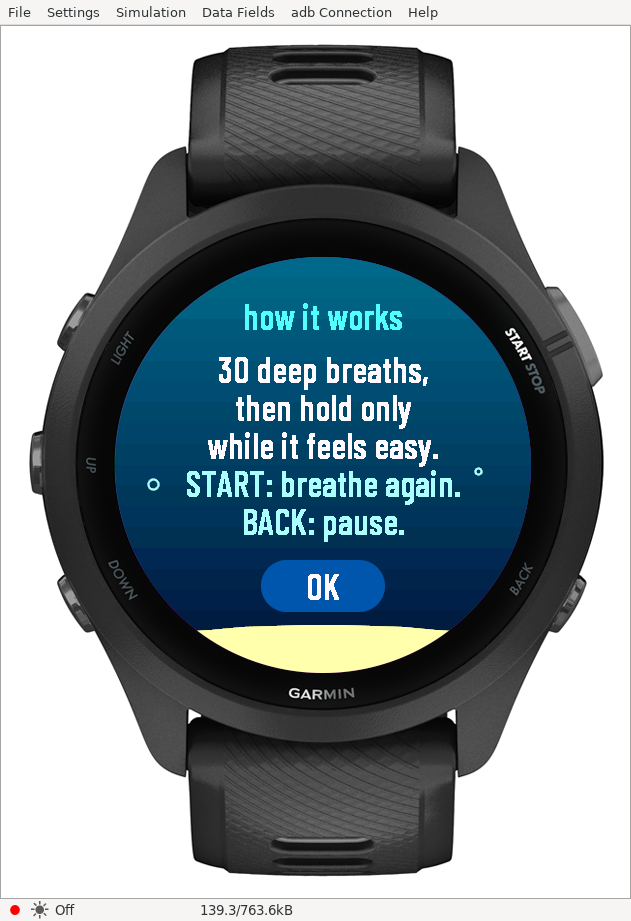 File Settings Simulation Data Fields adb Connection Help
how it works
30 deep breaths,
then hold only
while it feels easy.
START: breathe again.
BACK: pause.
OK
LIGHT
START STOP
UP
DOWN
BACK
GARMIN
Off 139.3/763.6kB